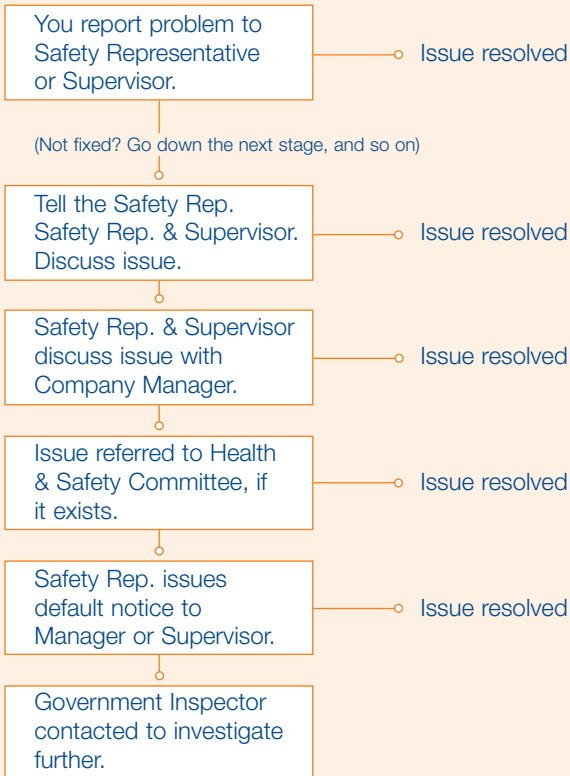 You report problem to
Safety Representative
or Supervisor.
Issue resolved
(Not fixed? Go down the next stage, and so on)
Tell the Safety Rep.
Safety Rep. & Supervisor.
Discuss issue.
Issue resolved
Safety Rep. & Supervisor
discuss issue with
Company Manager.
Issue resolved
Issue referred to Health
& Safety Committee, if
it exists.
Issue resolved
Safety Rep. issues
default notice to
Manager or Supervisor.
Issue resolved
Government Inspector
contacted to investigate
further.